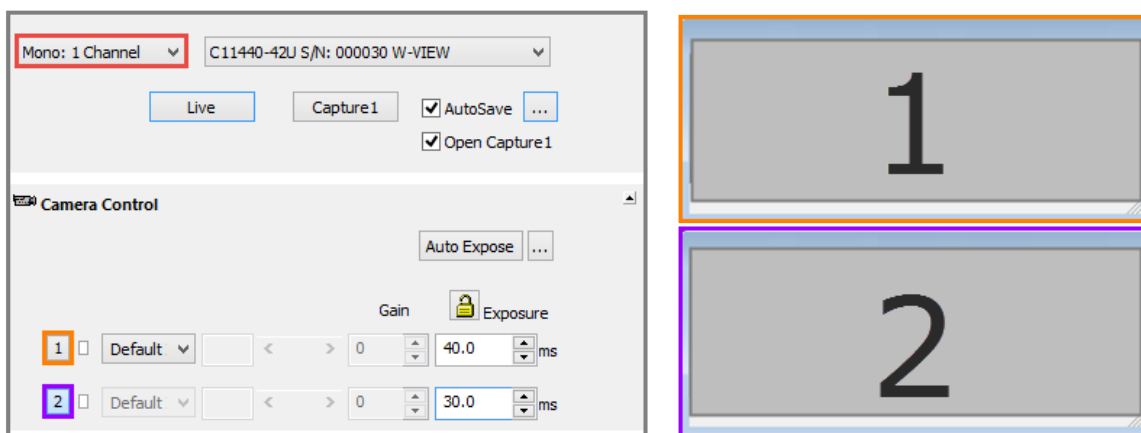 Mono: 1 Channel C11440-42U S/N: 000030 W-VIEW
Live Capture1 AutoSave ...
Open Capture1
Camera Control
Auto Expose ...
Gain Exposure
1 Default < > 0 40.0 ms
2 Default < > 0 30.0 ms
1
2